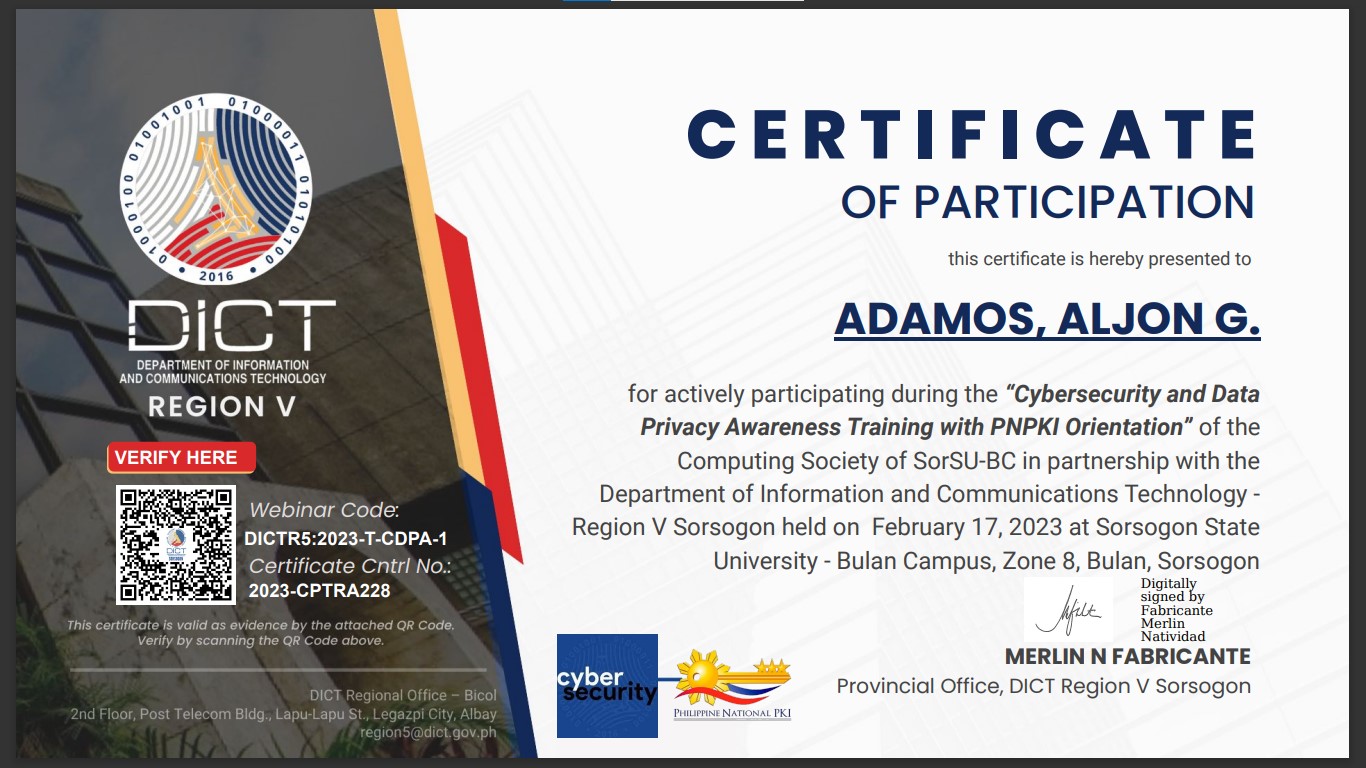 01001001 01000011 01010100 01000100
2016
DiCT
DEPARTMENT OF INFORMATION
AND COMMUNICATIONS TECHNOLOGY
REGION V
VERIFY HERE
DiCT
Webinar Code:
DICTR5:2023-T-CDPA-1
Certificate Cntrl No.:
2023-CPTRA228
This certificate is valid as evidence by the attached QR Code.
Verify by scanning the QR Code above.
DICT Regional Office – Bicol
2nd Floor, Post Telecom Bldg., Lapu-Lapu St., Legazpi City, Albay
region5@dict.gov.ph
CERTIFICATE
OF PARTICIPATION
this certificate is hereby presented to
ADAMOS, ALJON G.
for actively participating during the “Cybersecurity and Data
Privacy Awareness Training with PNPKI Orientation” of the
Computing Society of SorSU-BC in partnership with the
Department of Information and Communications Technology -
Region V Sorsogon held on  February 17, 2023 at Sorsogon State
University - Bulan Campus, Zone 8, Bulan, Sorsogon
Digitally
signed by
Fabricante
Merlin
Natividad
MERLIN N FABRICANTE
Provincial Office, DICT Region V Sorsogon
cyber
security
PHILIPPINE NATIONAL PKI